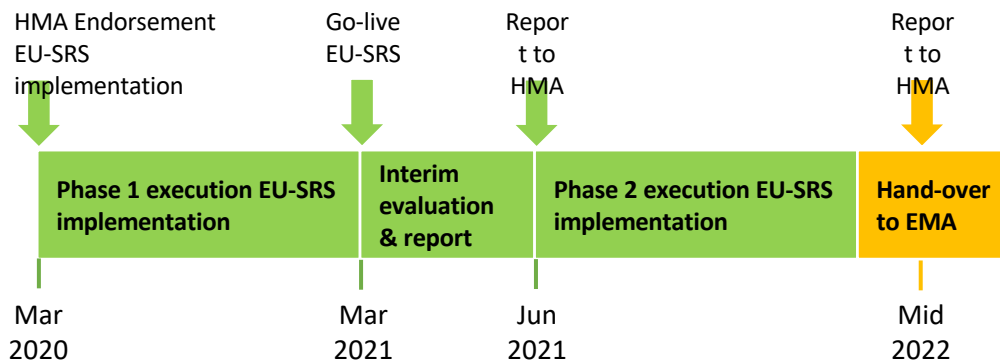 HMA Endorsement
EU-SRS
implementation
Go-live
EU-SRS
Repor
t to
HMA
Repor
t to
HMA
Phase 1 execution EU-SRS
implementation
Interim
evaluation
& report
Phase 2 execution EU-SRS
implementation
Hand-over
to EMA
Mar
2020
Mar
2021
Jun
2021
Mid
2022